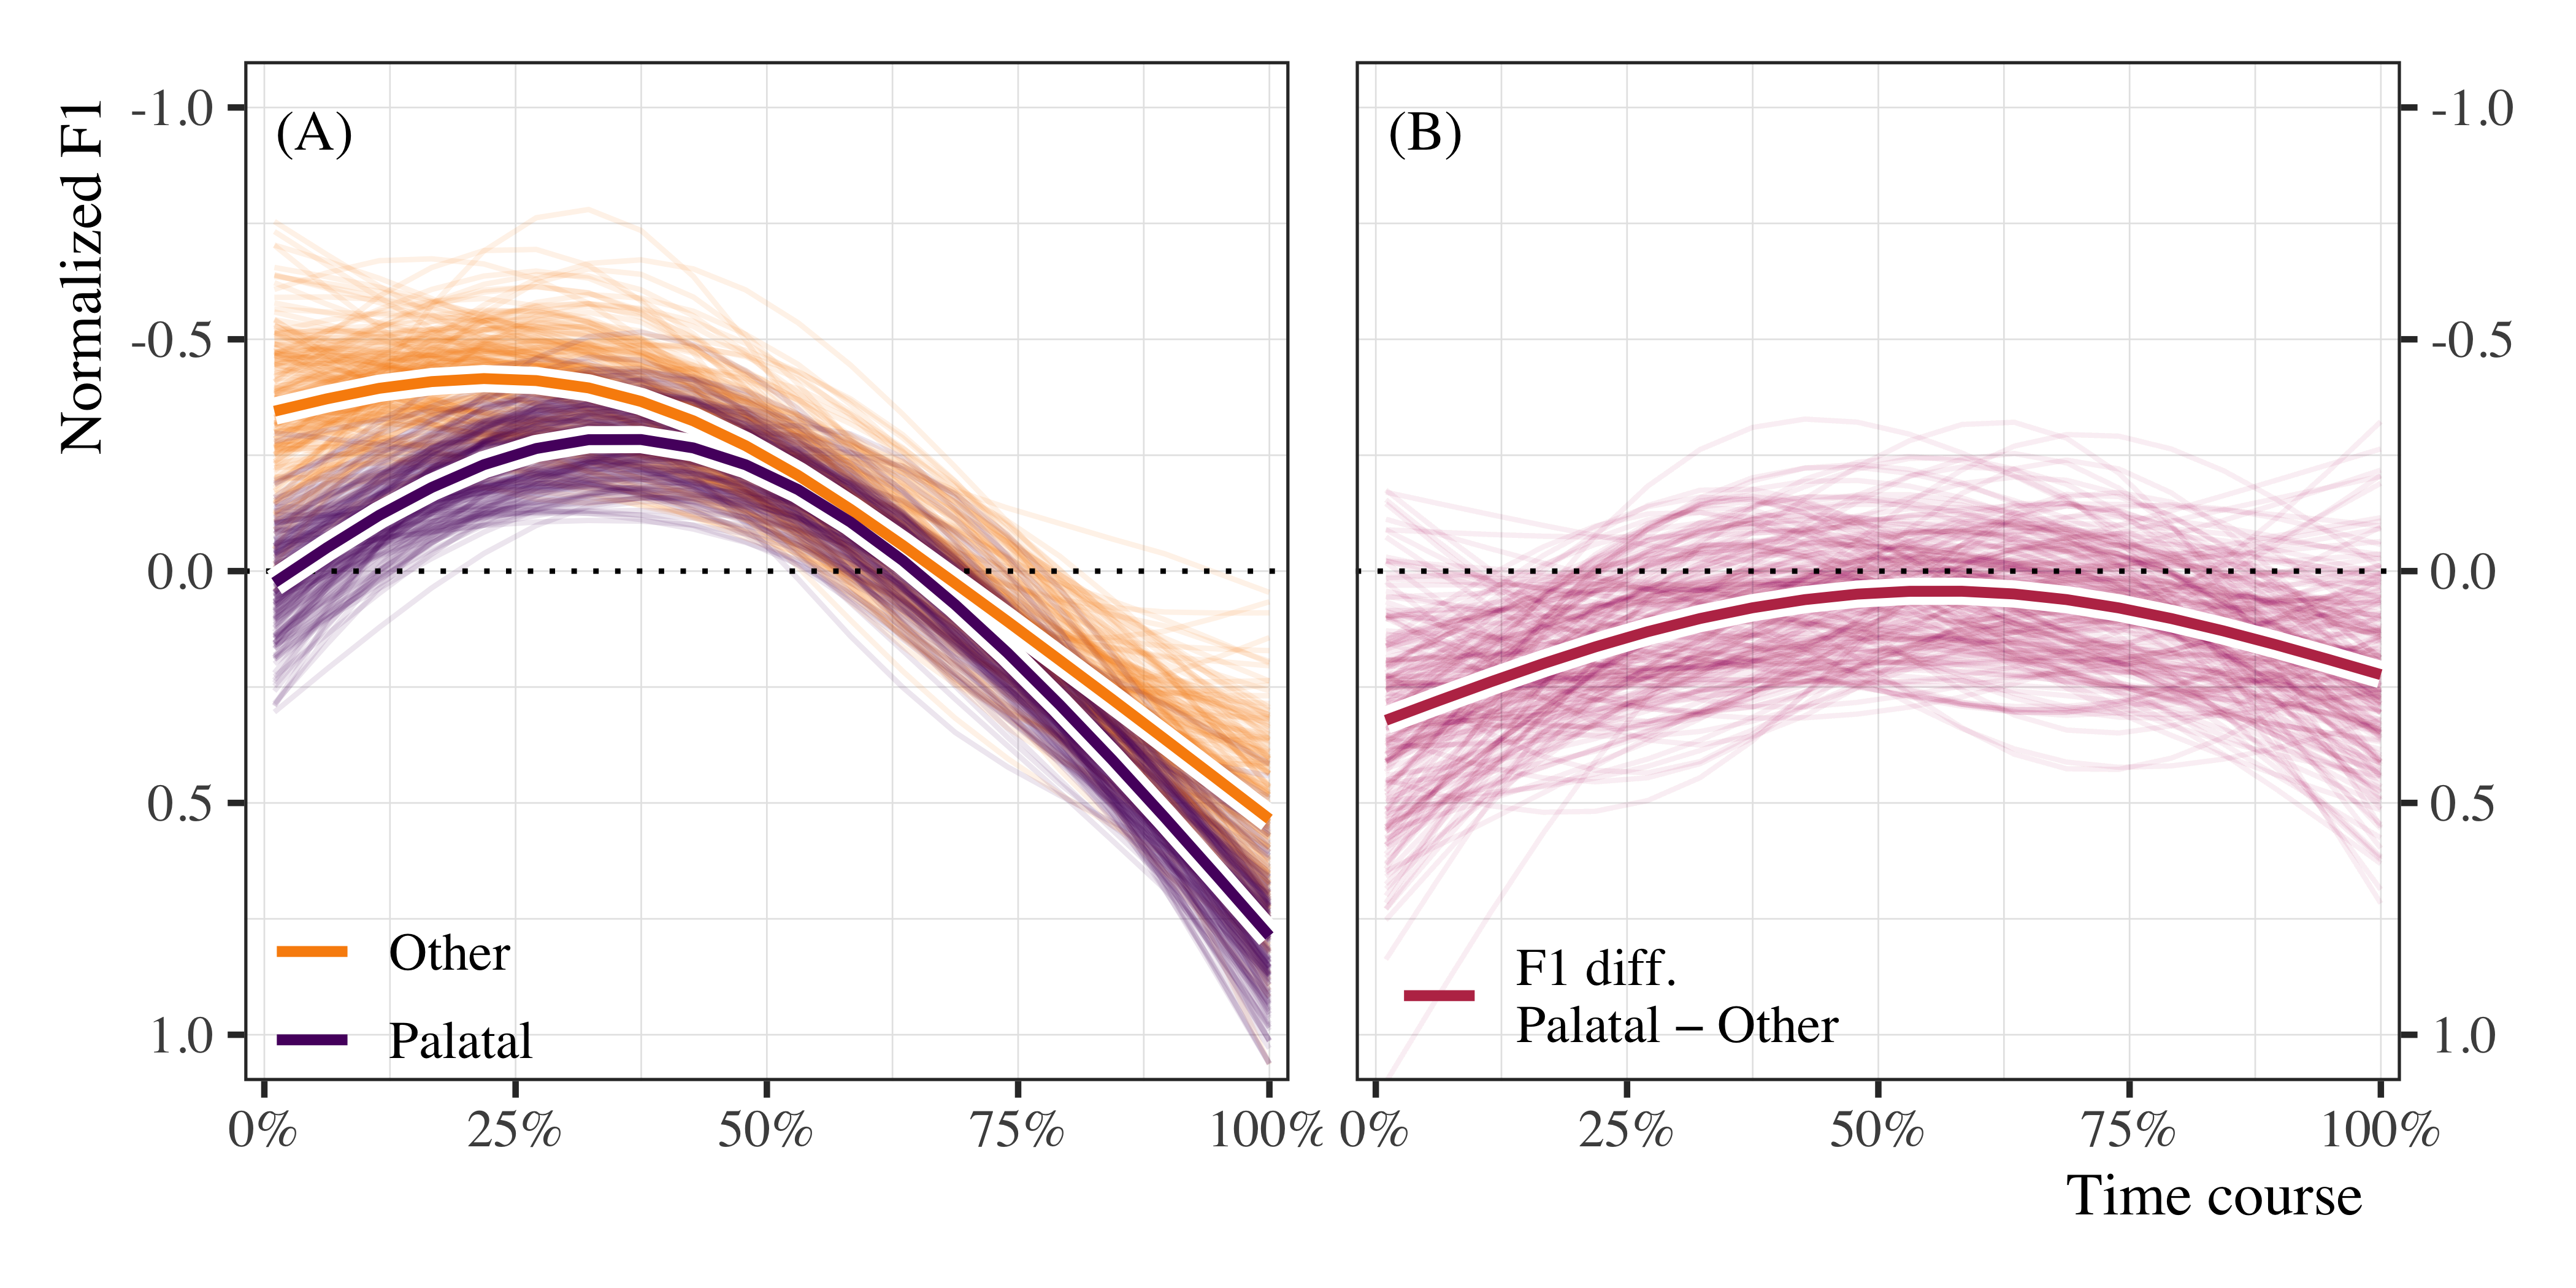 Normalized F1
-1.0
-0.5
0.0
0.5
1.0
(A)
Other
Palatal
0%
25%
50%
75%
100%
(B)
F1 diff.
Palatal – Other
-1.0
-0.5
0.0
0.5
1.0
0%
25%
50%
75%
100%
Time course